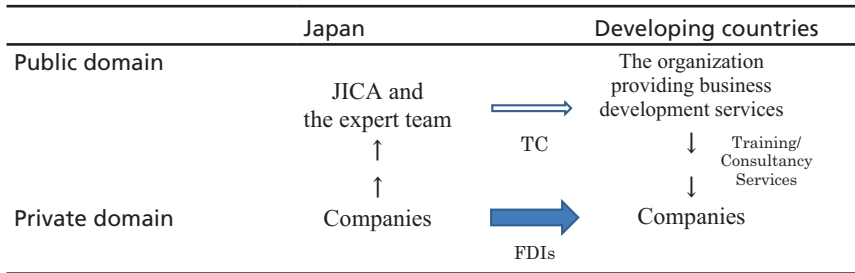 Japan Developing countries
Public domain
The organization
providing business
development services
JICA and
the expert team
TC
↑ ↓
Training/
Consultancy
Services
↑ ↓
Private domain Companies Companies
FDIs